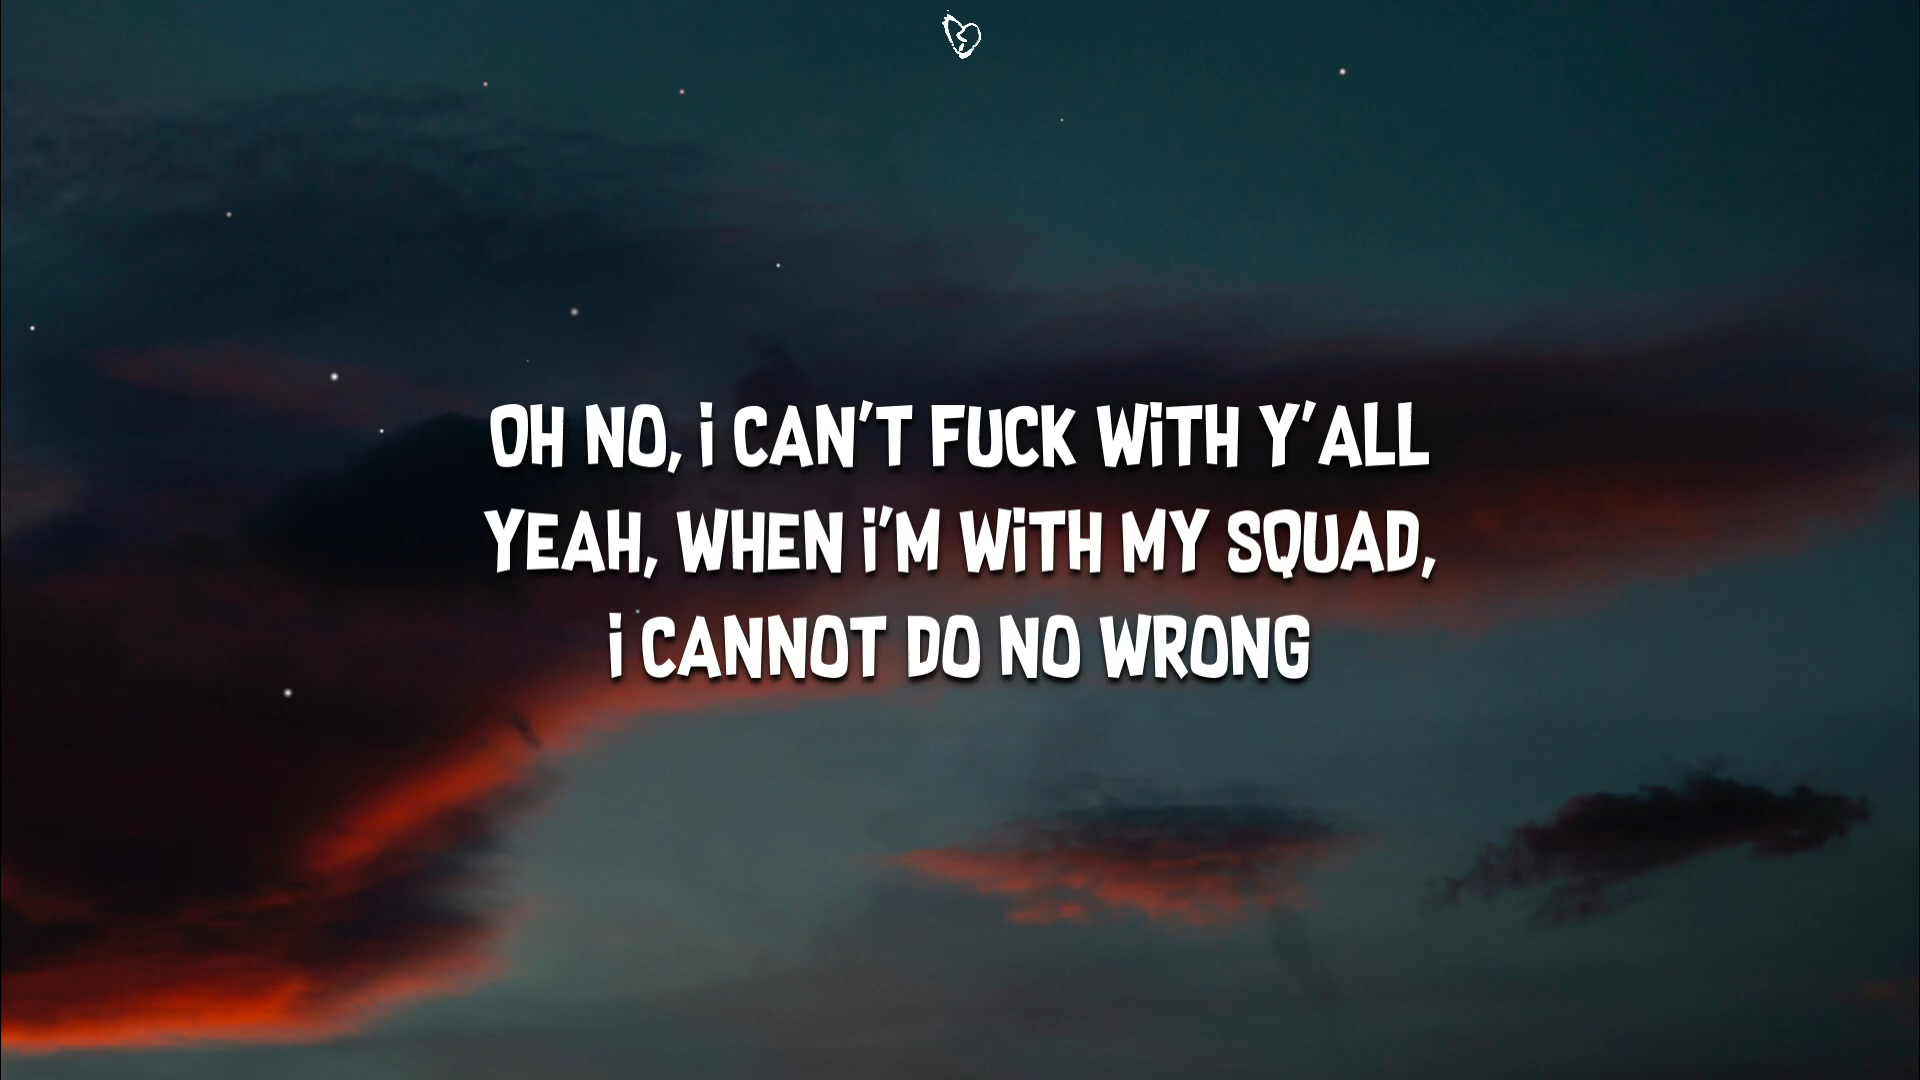 OH NO, i CAN'T FUCK WiTH Y'ALL
YEAH, WHEN i'M WiTH MY SQUAD,
i CANNOT DO NO WRONG